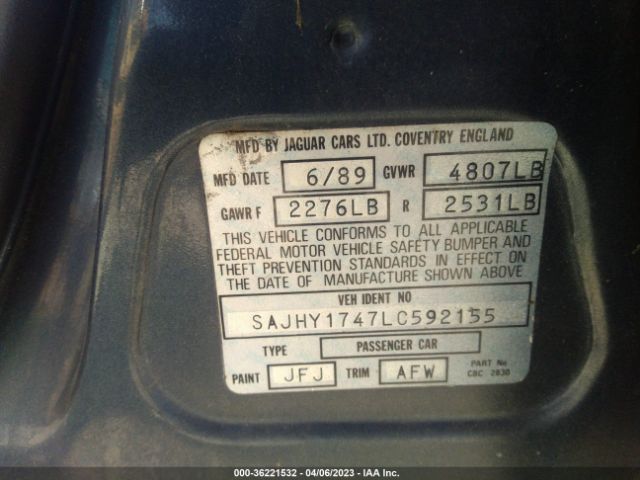 MFD BY JAGUAR CARS LTD. COVENTRY ENGLAND
MFD DATE 6/89 GVWR 4807LB
GAWR F 2276LB R 2531LB
THIS VEHICLE CONFORMS TO ALL APPLICABLE
FEDERAL MOTOR VEHICLE SAFETY BUMPER AND
THEFT PREVENTION STANDARDS IN EFFECT ON
THE DATE OF MANUFACTURE SHOWN ABOVE
VEH IDENT NO
SAJHY1747LC592155
TYPE PASSENGER CAR
PAINT JFJ TRIM AFW PART No
CBC 2830
000-36221532 - 04/06/2023 - IAA Inc.